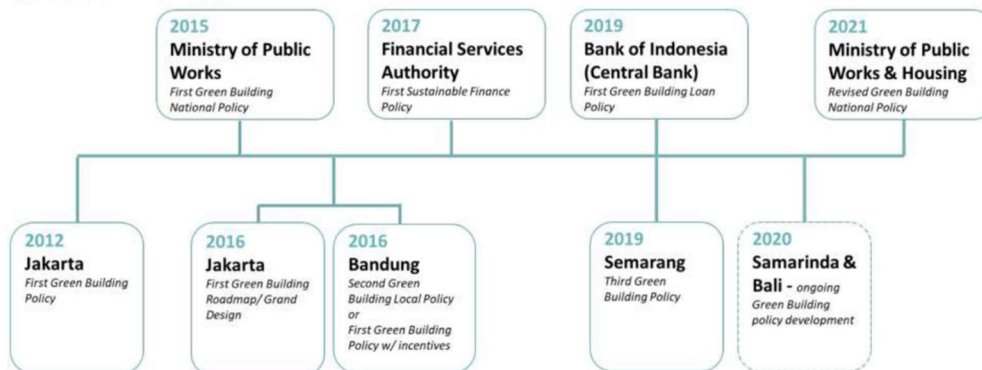 2015
Ministry of Public
Works
First Green Building
National Policy
2017
Financial Services
Authority
First Sustainable Finance
Policy
2019
Bank of Indonesia
(Central Bank)
First Green Building Loan
Policy
2021
Ministry of Public
Works & Housing
Revised Green Building
National Policy
2012
Jakarta
First Green Building
Policy
2016
Jakarta
First Green Building
Roadmap/ Grand
Design
2016
Bandung
Second Green
Building Local Policy
or
First Green Building
Policy w/ incentives
2019
Semarang
Third Green
Building Policy
2020
Samarinda &
Bali - ongoing
Green Building
policy development